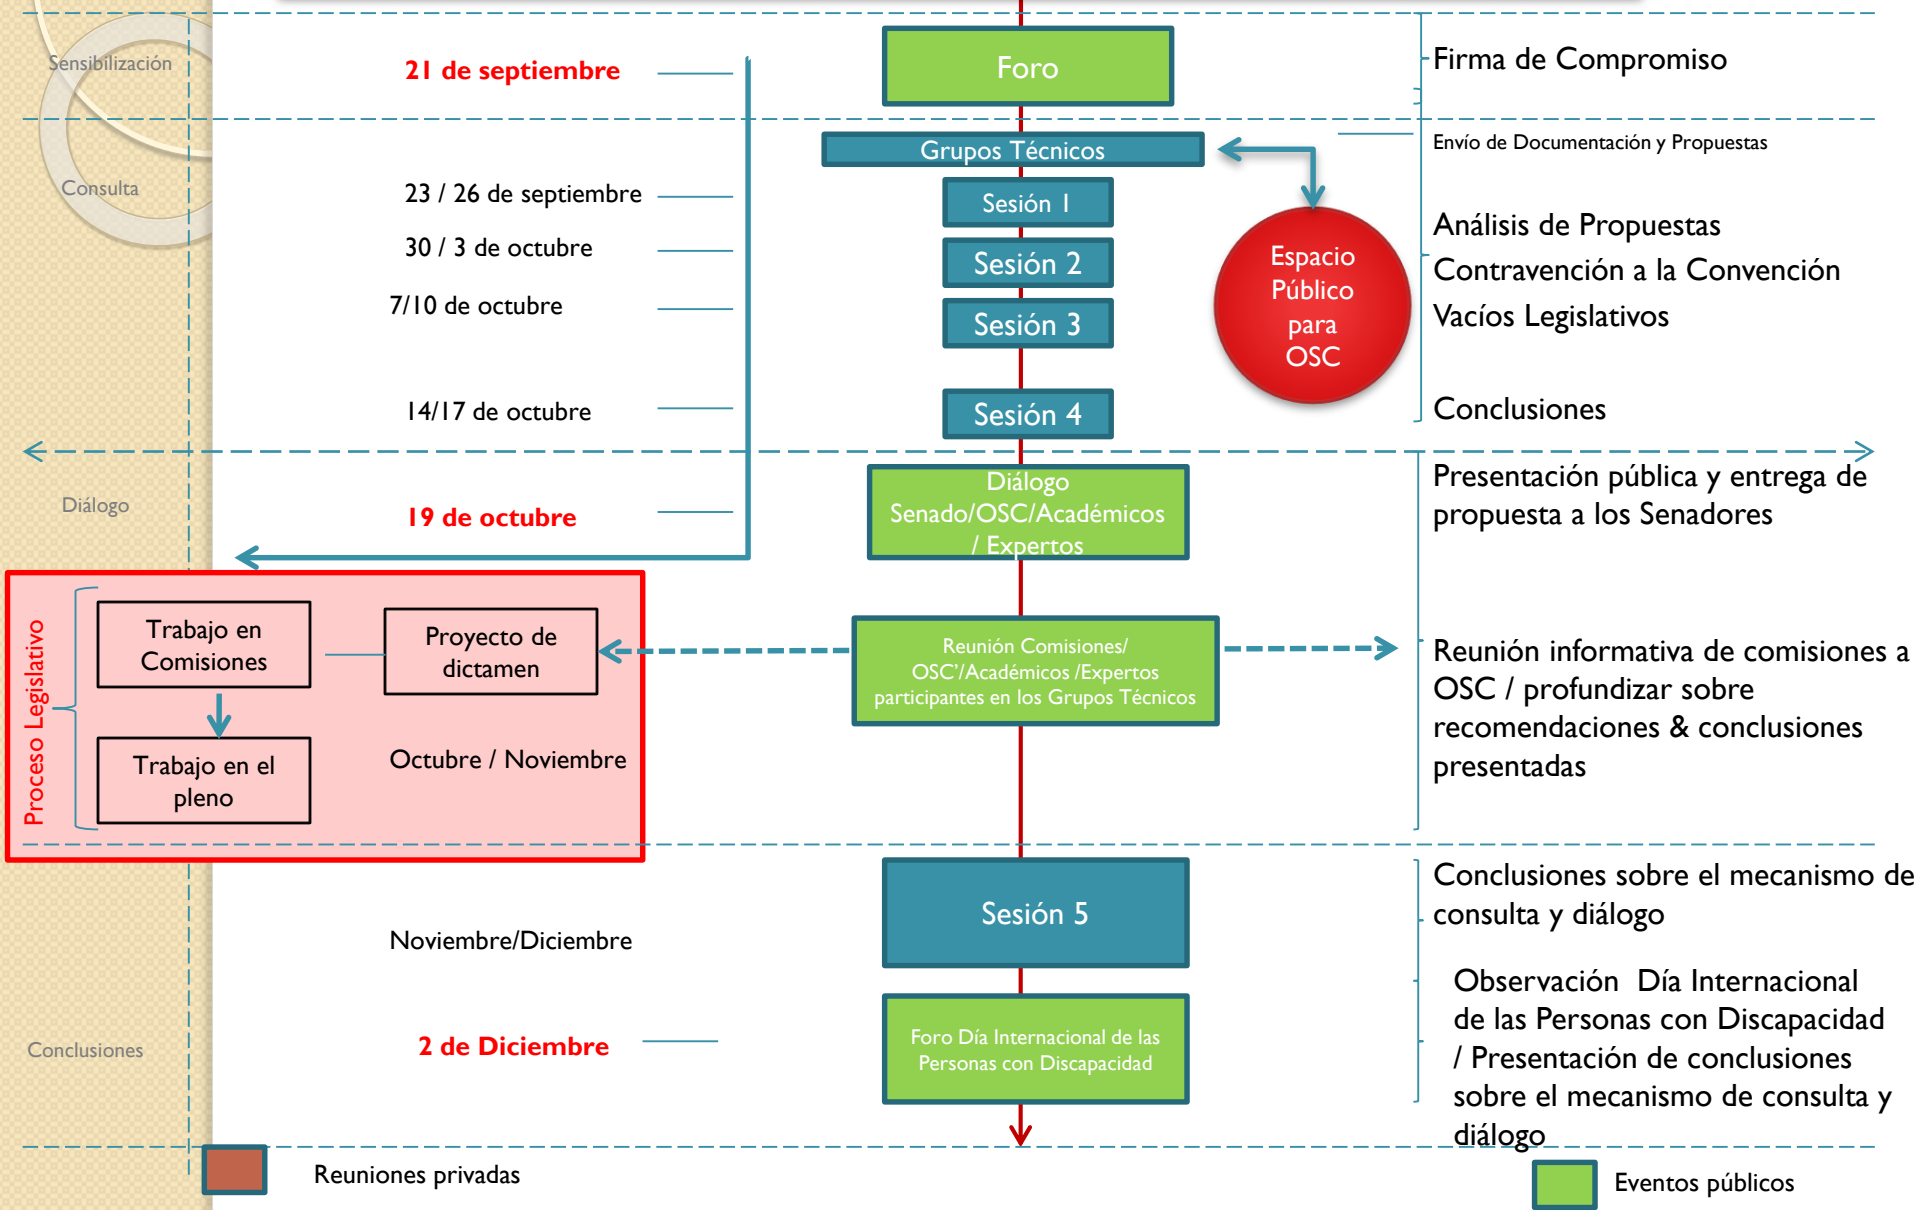 Sensibilización
21 de septiembre
Foro
Firma de Compromiso
Grupos Técnicos
Envío de Documentación y Propuestas
Consulta
23 / 26 de septiembre
Sesión 1
30 / 3 de octubre
Sesión 2
7/10 de octubre
Sesión 3
14/17 de octubre
Sesión 4
Espacio
Público
para
OSC
Análisis de Propuestas
Contravención a la Convención
Vacíos Legislativos
Conclusiones
Diálogo
19 de octubre
Diálogo
Senado/OSC/Académicos
/ Expertos
Presentación pública y entrega de
propuesta a los Senadores
Proceso Legislativo
Trabajo en
Comisiones
Proyecto de
dictamen
Trabajo en el
pleno
Octubre / Noviembre
Reunión Comisiones/
OSC'/Académicos /Expertos
participantes en los Grupos Técnicos
Reunión informativa de comisiones a
OSC / profundizar sobre
recomendaciones & conclusiones
presentadas
Noviembre/Diciembre
Sesión 5
Conclusiones sobre el mecanismo de
consulta y diálogo
Conclusiones
2 de Diciembre
Foro Día Internacional de las
Personas con Discapacidad
Observación  Día Internacional
de las Personas con Discapacidad
/ Presentación de conclusiones
sobre el mecanismo de consulta y
diálogo
Reuniones privadas
Eventos públicos